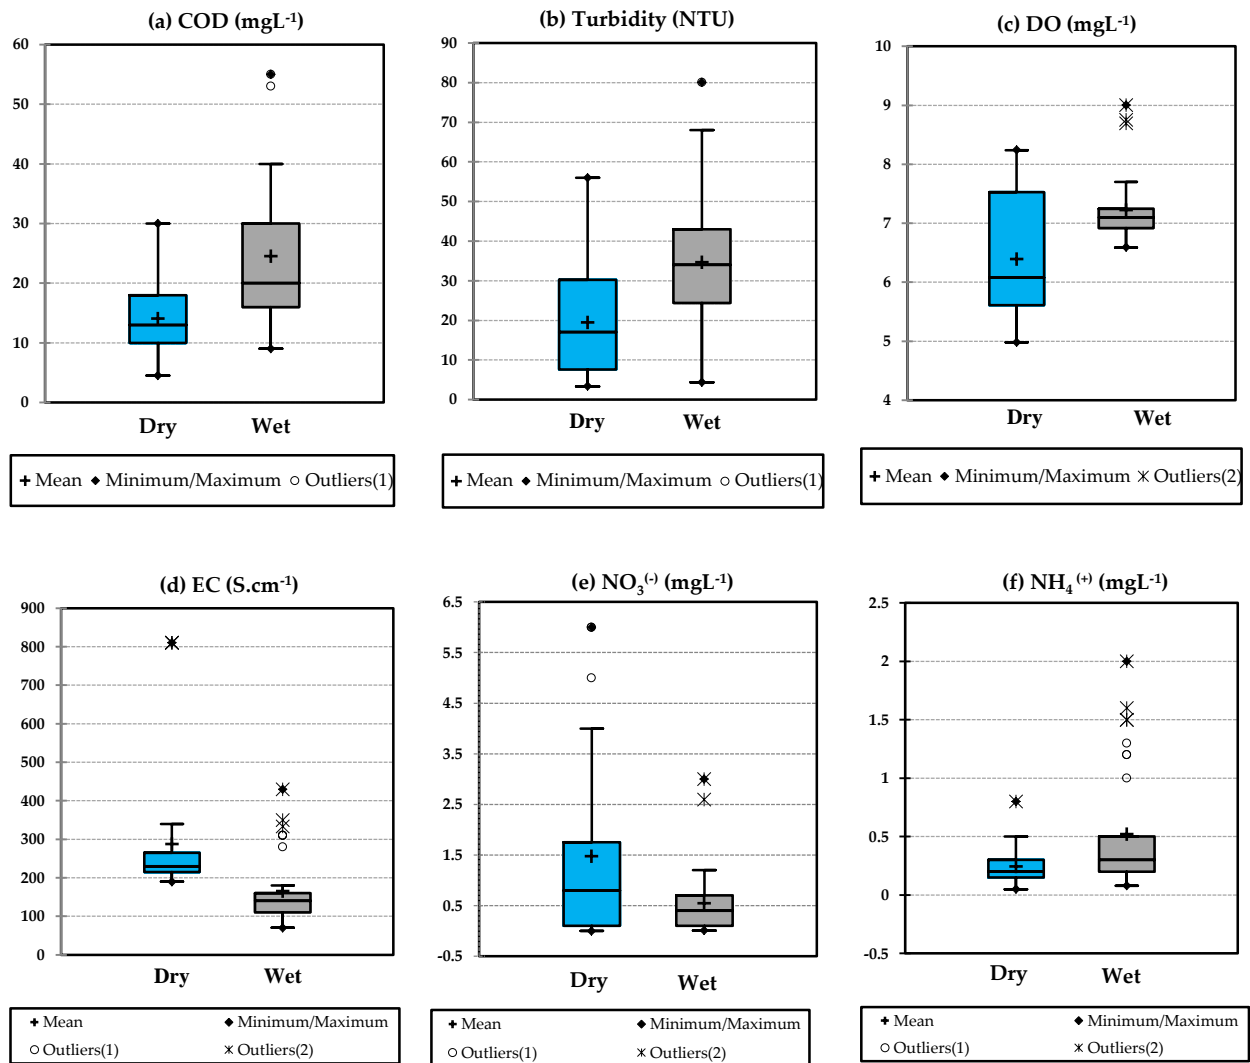 (a) COD (mgL⁻¹)
60
50
40
30
20
10
0
Dry Wet
+ Mean ◆ Minimum/Maximum ○ Outliers(1)
(b) Turbidity (NTU)
90
80
70
60
50
40
30
20
10
0
Dry Wet
+ Mean ◆ Minimum/Maximum ○ Outliers(1)
(c) DO (mgL⁻¹)
10
9
8
7
6
5
4
Dry Wet
+ Mean ◆ Minimum/Maximum ⚹ Outliers(2)
(d) EC (S.cm⁻¹)
900
800
700
600
500
400
300
200
100
0
Dry Wet
+ Mean ◆ Minimum/Maximum
○ Outliers(1) ⚹ Outliers(2)
(e) NO₃⁽⁻⁾ (mgL⁻¹)
6.5
5.5
4.5
3.5
2.5
1.5
0.5
-0.5
Dry Wet
+ Mean ◆ Minimum/Maximum
○ Outliers(1) ⚹ Outliers(2)
(f) NH₄ ⁽⁺⁾ (mgL⁻¹)
2.5
2
1.5
1
0.5
0
-0.5
Dry Wet
+ Mean ◆ Minimum/Maximum
○ Outliers(1) ⚹ Outliers(2)